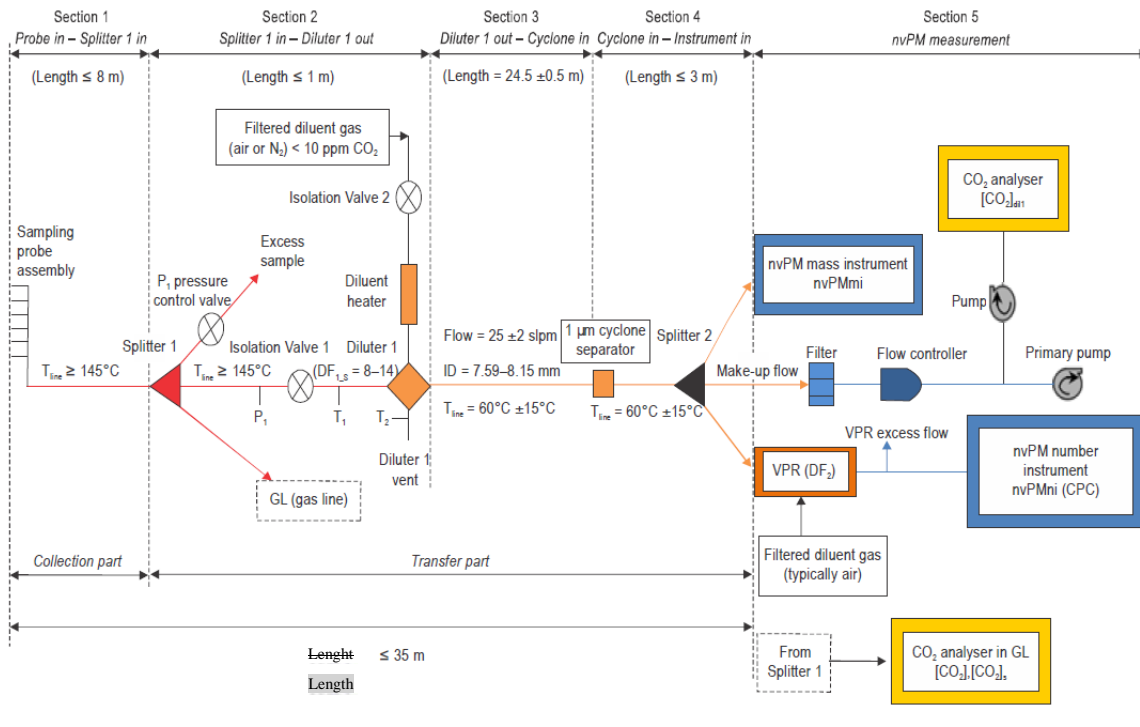 Section 1
Probe in – Splitter 1 in
(Length ≤ 8 m)
Section 2
Splitter 1 in – Diluter 1 out
(Length ≤ 1 m)
Section 3
Diluter 1 out – Cyclone in
(Length = 24.5 ±0.5 m)
Section 4
Cyclone in – Instrument in
(Length ≤ 3 m)
Section 5
nvPM measurement
Filtered diluent gas
(air or N₂) < 10 ppm CO₂
Isolation Valve 2
CO₂ analyser
[CO₂]dil1
Sampling
probe
assembly
Excess
sample
P₁ pressure
control valve
Diluent
heater
nvPM mass instrument
nvPMmi
Pump
Splitter 1
Isolation Valve 1
Diluter 1
Flow = 25 ±2 slpm
1 µm cyclone
separator
Splitter 2
Tline ≥ 145°C
Tline ≥ 145°C
(DF1_S = 8–14)
ID = 7.59–8.15 mm
Make-up flow
Filter
Flow controller
Primary pump
P₁
T₁
T₂
Tline = 60°C ±15°C
Tline = 60°C ±15°C
Diluter 1
vent
GL (gas line)
VPR (DF₂)
VPR excess flow
nvPM number
instrument
nvPMni (CPC)
Filtered diluent gas
(typically air)
Collection part
Transfer part
Lenght ≤ 35 m
Length
From
Splitter 1
CO₂ analyser in GL
[CO₂],[CO₂]s